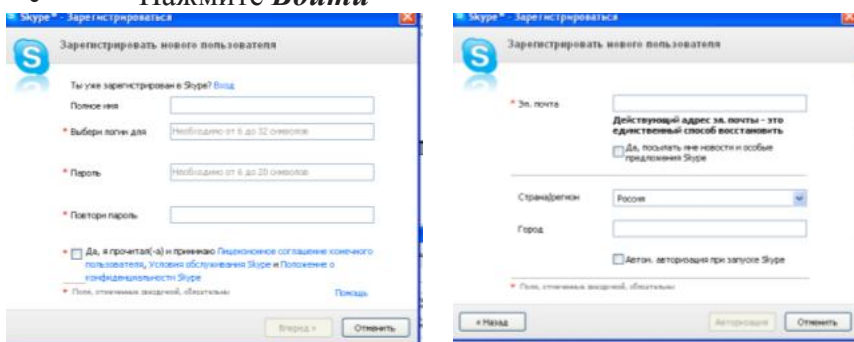 Нажмите Войти
Skype™ - Зарегистрироваться
Зарегистрировать нового пользователя
Ты уже зарегистрирован в Skype? Вход
Полное имя
* Выбери логин для
Необходимо от 6 до 32 символов
* Пароль
Необходимо от 6 до 20 символов
* Повтори пароль
* Да, я прочитал(-а) и принимаю Лицензионное соглашение конечного
пользователя, Условия обслуживания Skype и Положение о
конфиденциальности Skype
* Поля, отмеченные звездочкой, обязательны
Помощь
Вперед »
Отменить
Skype™ - Зарегистрироваться
Зарегистрировать нового пользователя
* Эл. почта
Действующий адрес эл. почты - это
единственный способ восстановить
Да, посылать мне новости и особые
предложения Skype
Страна/регион
Россия
Город
Автом. авторизация при запуске Skype
* Поля, отмеченные звездочкой, обязательны
« Назад
Авторизация
Отменить